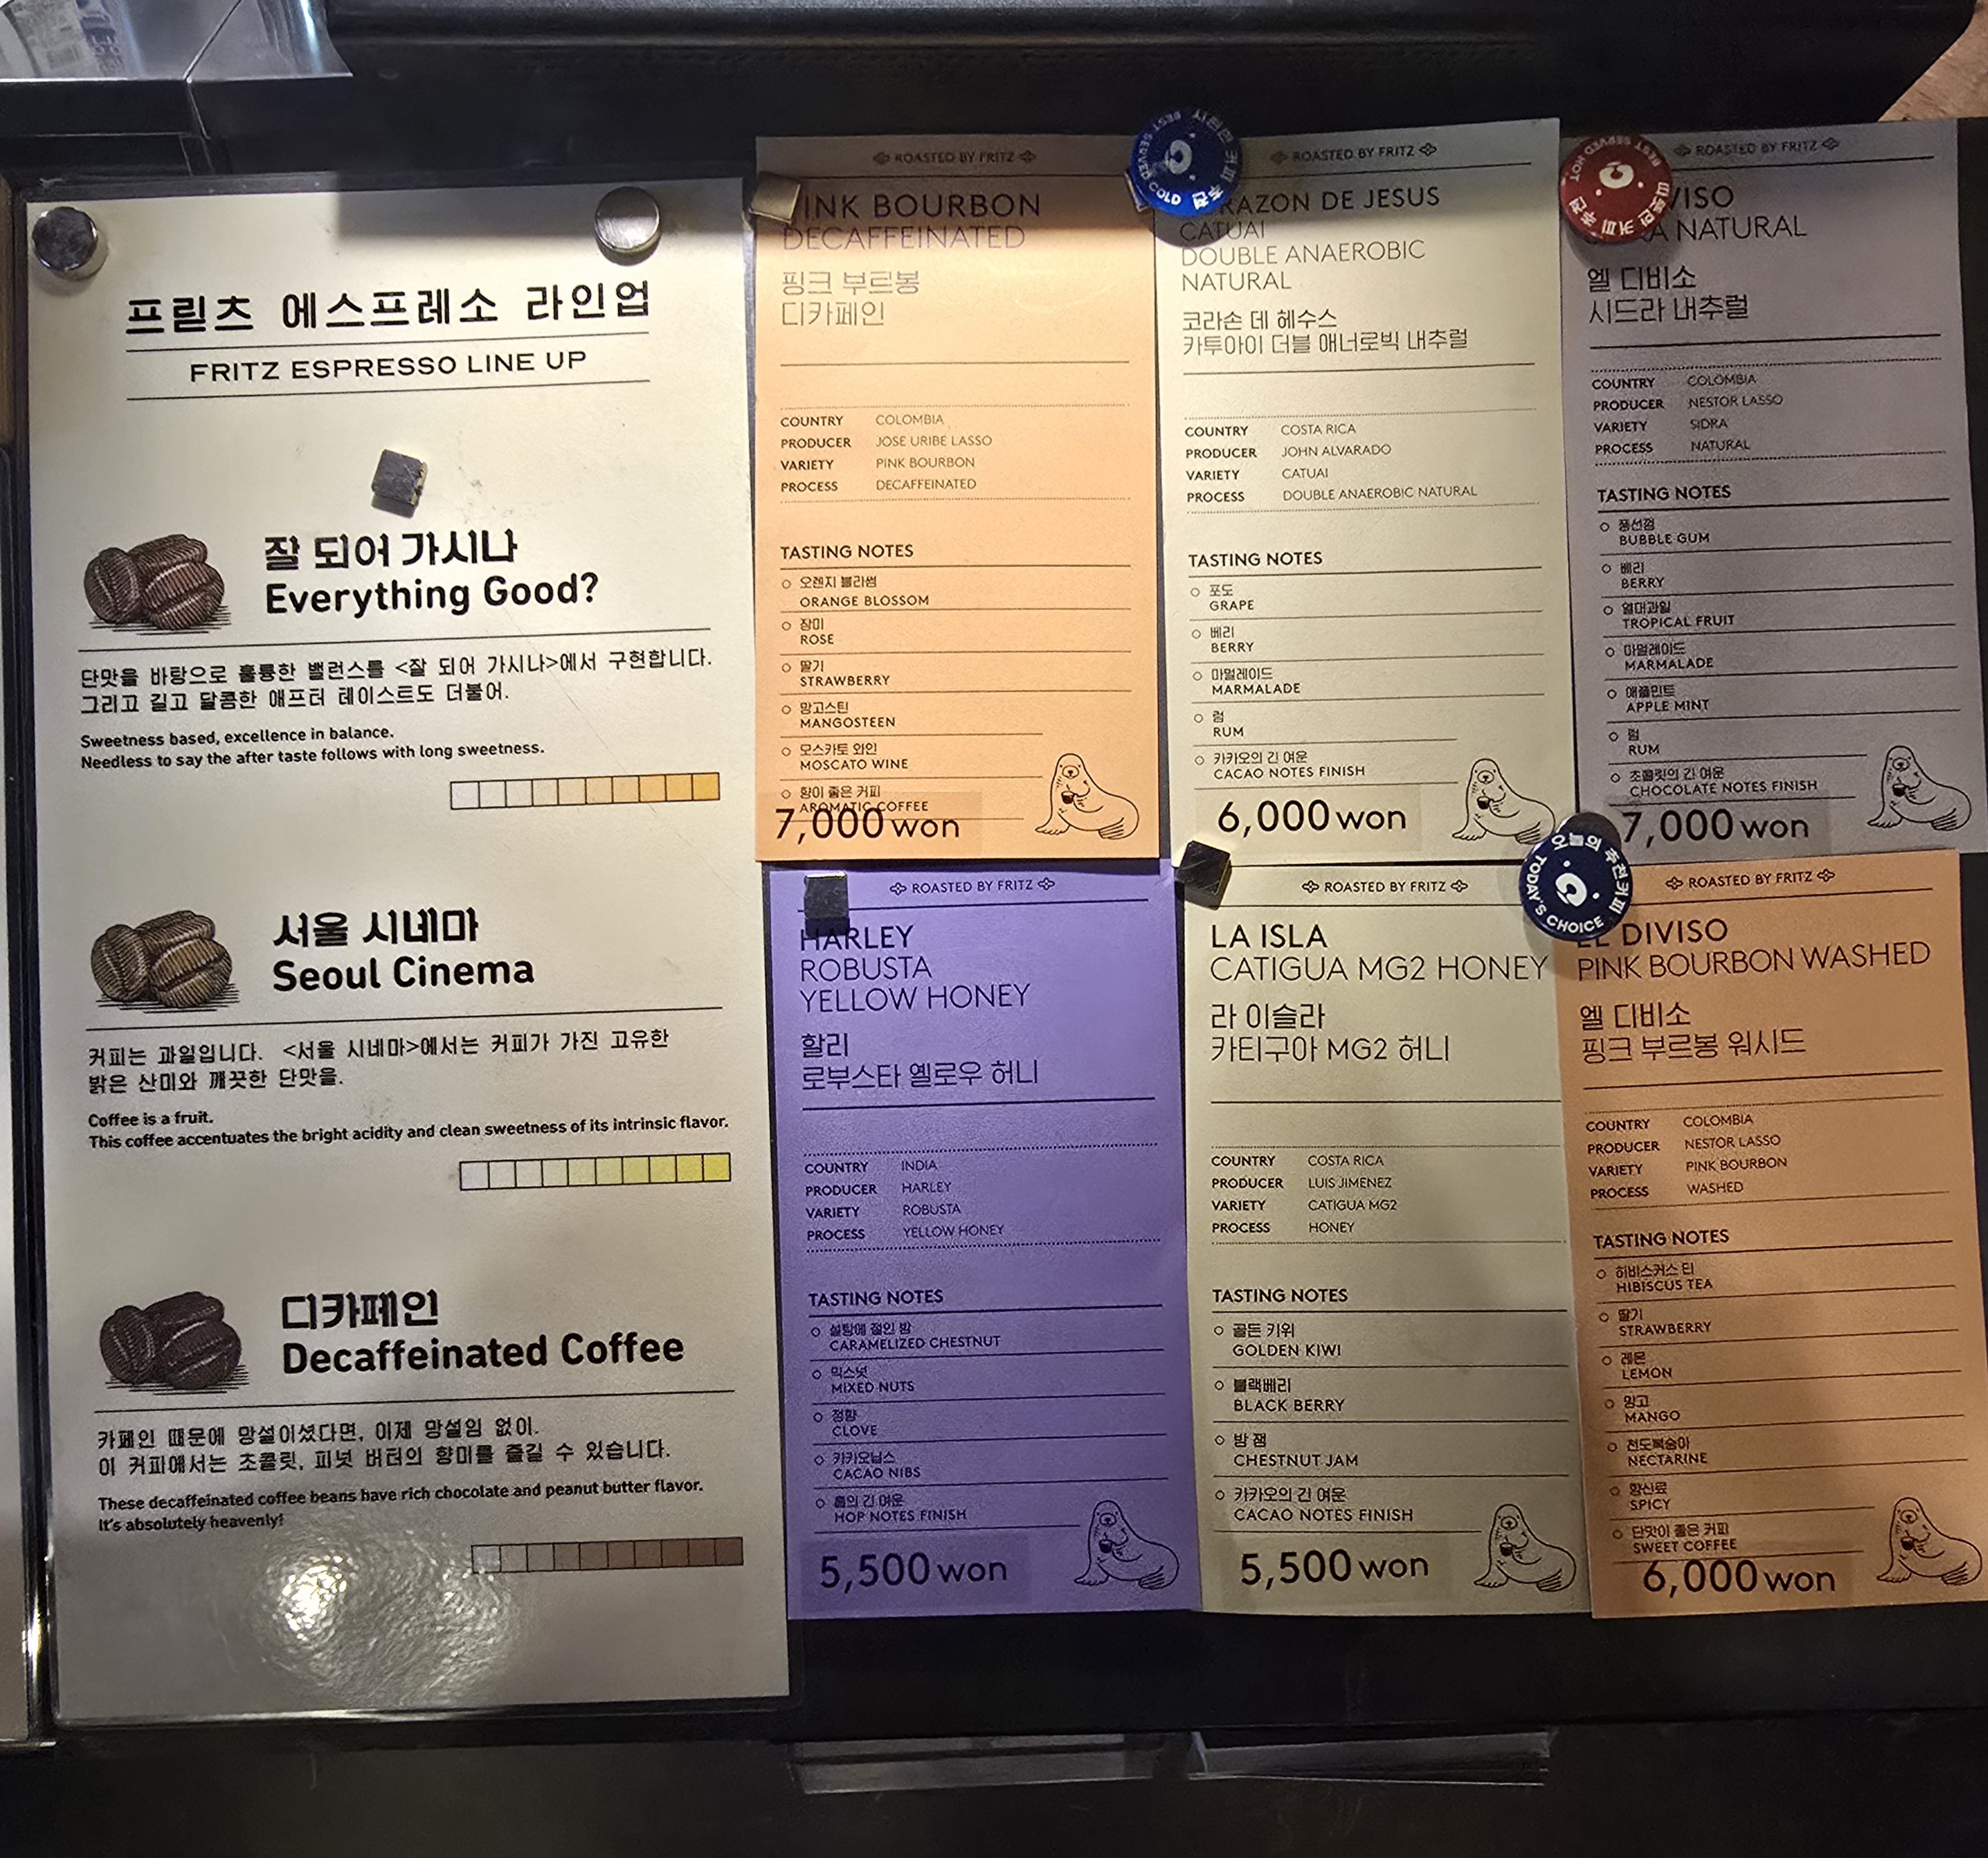 프릳츠 에스프레소 라인업
FRITZ ESPRESSO LINE UP
잘 되어 가시나
Everything Good?
단맛을 바탕으로 훌륭한 밸런스를 <잘 되어 가시나>에서 구현합니다.
그리고 길고 달콤한 애프터 테이스트도 더불어.
Sweetness based, excellence in balance.
Needless to say the after taste follows with long sweetness.
서울 시네마
Seoul Cinema
커피는 과일입니다. <서울 시네마>에서는 커피가 가진 고유한
밝은 산미와 깨끗한 단맛을.
Coffee is a fruit.
This coffee accentuates the bright acidity and clean sweetness of its intrinsic flavor.
디카페인
Decaffeinated Coffee
카페인 때문에 망설이셨다면, 이제 망설임 없이.
이 커피에서는 초콜릿, 피넛 버터의 향미를 즐길 수 있습니다.
These decaffeinated coffee beans have rich chocolate and peanut butter flavor.
It's absolutely heavenly!
ROASTED BY FRITZ
PINK BOURBON
DECAFFEINATED
핑크 부르봉
디카페인
COUNTRY COLOMBIA
PRODUCER JOSE URIBE LASSO
VARIETY PINK BOURBON
PROCESS DECAFFEINATED
TASTING NOTES
오렌지 블라썸
ORANGE BLOSSOM
장미
ROSE
딸기
STRAWBERRY
망고스틴
MANGOSTEEN
모스카토 와인
MOSCATO WINE
향이 좋은 커피
AROMATIC COFFEE
7,000 won
시원한 커피 추천
BEST SERVED COLD
ROASTED BY FRITZ
RAZON DE JESUS
CATUAI
DOUBLE ANAEROBIC
NATURAL
코라손 데 헤수스
카투아이 더블 애너로빅 내추럴
COUNTRY COSTA RICA
PRODUCER JOHN ALVARADO
VARIETY CATUAI
PROCESS DOUBLE ANAEROBIC NATURAL
TASTING NOTES
포도
GRAPE
베리
BERRY
마멀레이드
MARMALADE
럼
RUM
카카오의 긴 여운
CACAO NOTES FINISH
6,000 won
BEST SERVED HOT
따뜻한 커피 추천
ROASTED BY FRITZ
VISO
RA NATURAL
엘 디비소
시드라 내추럴
COUNTRY COLOMBIA
PRODUCER NESTOR LASSO
VARIETY SIDRA
PROCESS NATURAL
TASTING NOTES
풍선껌
BUBBLE GUM
베리
BERRY
열대과일
TROPICAL FRUIT
마멀레이드
MARMALADE
애플민트
APPLE MINT
럼
RUM
초콜릿의 긴 여운
CHOCOLATE NOTES FINISH
7,000 won
ROASTED BY FRITZ
HARLEY
ROBUSTA
YELLOW HONEY
할리
로부스타 옐로우 허니
COUNTRY INDIA
PRODUCER HARLEY
VARIETY ROBUSTA
PROCESS YELLOW HONEY
TASTING NOTES
설탕에 절인 밤
CARAMELIZED CHESTNUT
믹스넛
MIXED NUTS
정향
CLOVE
카카오닙스
CACAO NIBS
홉의 긴 여운
HOP NOTES FINISH
5,500 won
ROASTED BY FRITZ
LA ISLA
CATIGUA MG2 HONEY
라 이슬라
카티구아 MG2 허니
COUNTRY COSTA RICA
PRODUCER LUIS JIMENEZ
VARIETY CATIGUA MG2
PROCESS HONEY
TASTING NOTES
골든 키위
GOLDEN KIWI
블랙베리
BLACK BERRY
밤 잼
CHESTNUT JAM
카카오의 긴 여운
CACAO NOTES FINISH
5,500 won
오늘의 추천커피
TODAY'S CHOICE
ROASTED BY FRITZ
EL DIVISO
PINK BOURBON WASHED
엘 디비소
핑크 부르봉 워시드
COUNTRY COLOMBIA
PRODUCER NESTOR LASSO
VARIETY PINK BOURBON
PROCESS WASHED
TASTING NOTES
히비스커스 티
HIBISCUS TEA
딸기
STRAWBERRY
레몬
LEMON
망고
MANGO
천도복숭아
NECTARINE
향신료
SPICY
단맛이 좋은 커피
SWEET COFFEE
6,000 won